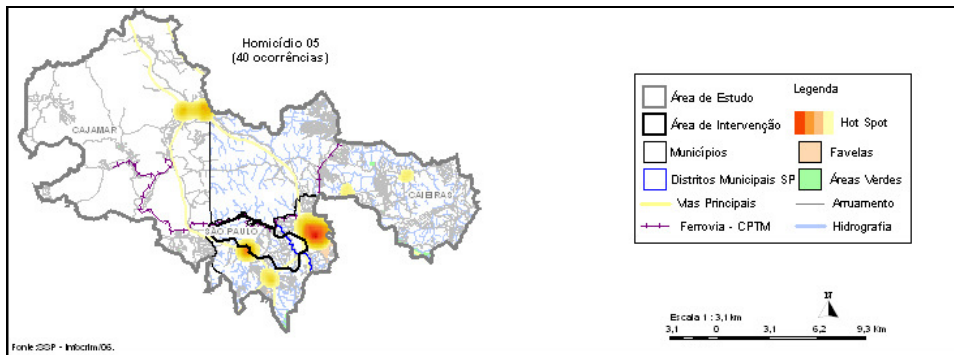 Homicídio 05
(40 ocorrências)
CAJAMAR
CAIEIRAS
SÃO PAULO
Legenda
Área de Estudo
Hot Spot
Área de Intervenção
Municípios
Favelas
Distritos Municipais SP
Áreas Verdes
Vias Principais
Arruamento
Ferrovia - CPTM
Hidrografia
N
Escala 1 : 3,1 km
3,1 0 3,1 6,2 9,3 Km
Fonte:SSP - Infocrim/06.